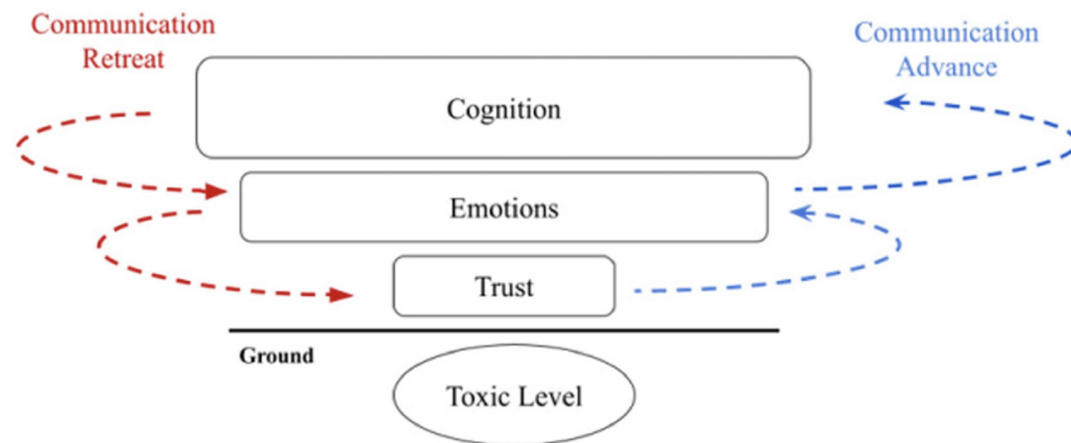 Communication
Retreat
Communication
Advance
Cognition
Emotions
Trust
Ground
Toxic Level